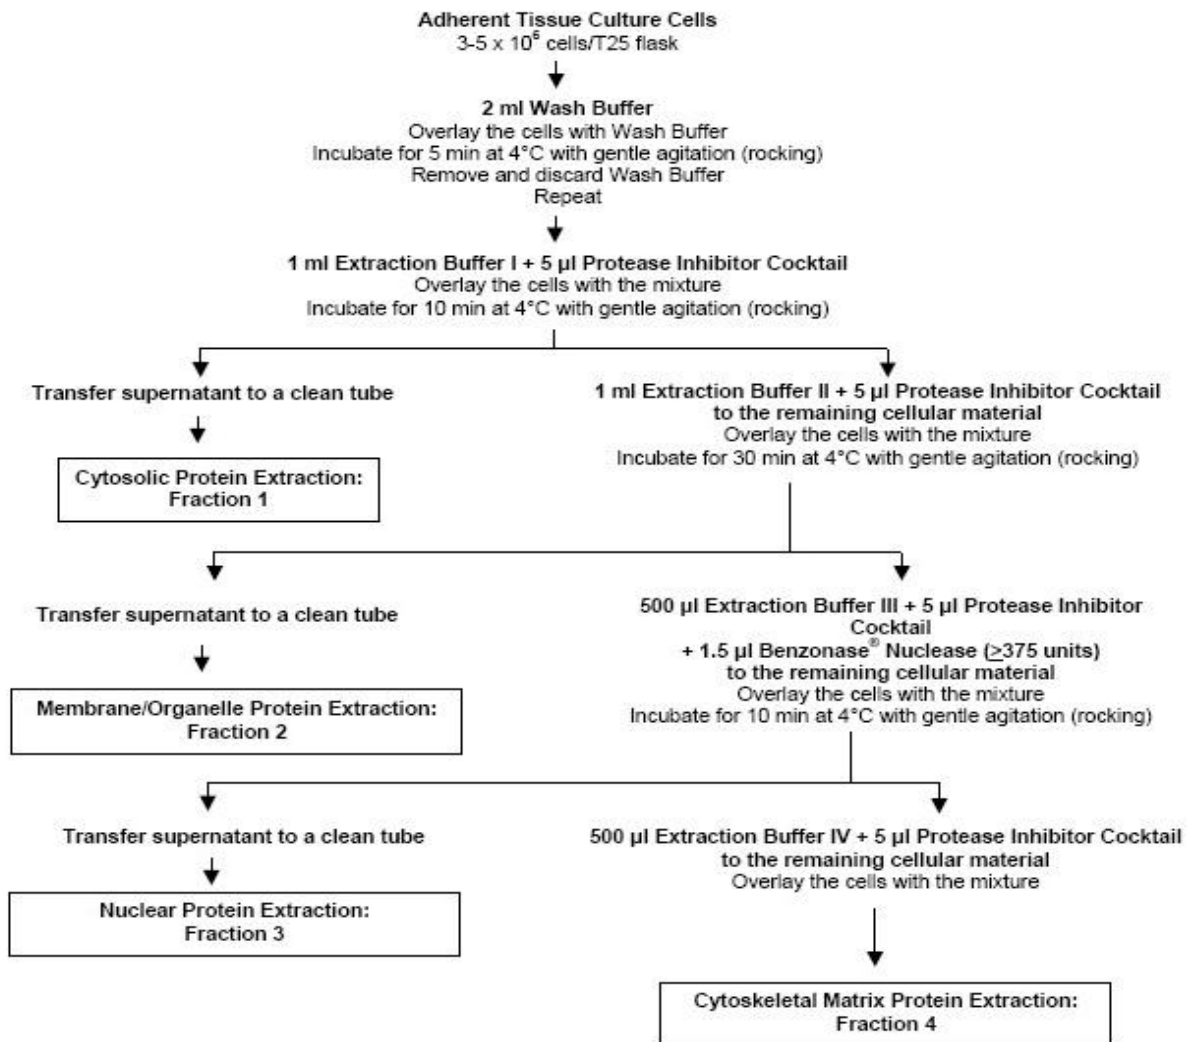 Adherent Tissue Culture Cells
3-5 x 10⁶ cells/T25 flask
2 ml Wash Buffer
Overlay the cells with Wash Buffer
Incubate for 5 min at 4°C with gentle agitation (rocking)
Remove and discard Wash Buffer
Repeat
1 ml Extraction Buffer I + 5 µl Protease Inhibitor Cocktail
Overlay the cells with the mixture
Incubate for 10 min at 4°C with gentle agitation (rocking)
Transfer supernatant to a clean tube
Cytosolic Protein Extraction:
Fraction 1
1 ml Extraction Buffer II + 5 µl Protease Inhibitor Cocktail
to the remaining cellular material
Overlay the cells with the mixture
Incubate for 30 min at 4°C with gentle agitation (rocking)
Transfer supernatant to a clean tube
Membrane/Organelle Protein Extraction:
Fraction 2
500 µl Extraction Buffer III + 5 µl Protease Inhibitor
Cocktail
+ 1.5 µl Benzonase® Nuclease (≥375 units)
to the remaining cellular material
Overlay the cells with the mixture
Incubate for 10 min at 4°C with gentle agitation (rocking)
Transfer supernatant to a clean tube
Nuclear Protein Extraction:
Fraction 3
500 µl Extraction Buffer IV + 5 µl Protease Inhibitor Cocktail
to the remaining cellular material
Overlay the cells with the mixture
Cytoskeletal Matrix Protein Extraction:
Fraction 4